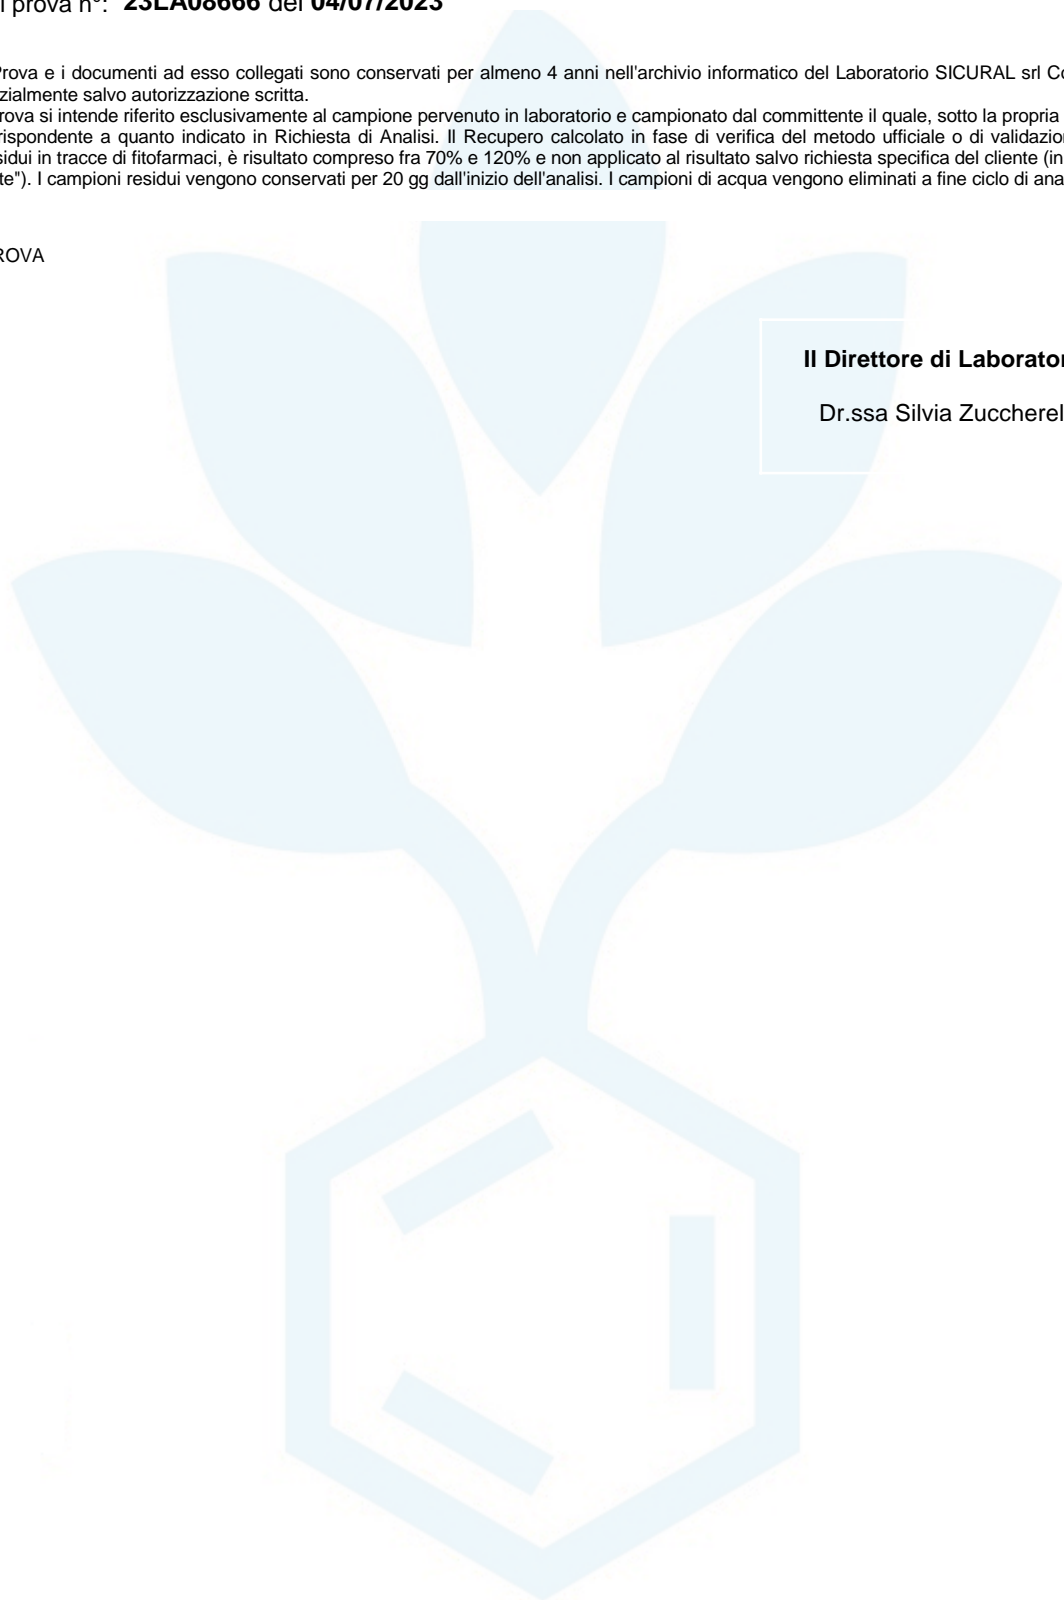 i prova n°: 23LA08666 del 04/07/2023
Prova e i documenti ad esso collegati sono conservati per almeno 4 anni nell'archivio informatico del Laboratorio SICURAL srl Co
zialmente salvo autorizzazione scritta.
rova si intende riferito esclusivamente al campione pervenuto in laboratorio e campionato dal committente il quale, sotto la propria
rispondente a quanto indicato in Richiesta di Analisi. Il Recupero calcolato in fase di verifica del metodo ufficiale o di validazion
sidui in tracce di fitofarmaci, è risultato compreso fra 70% e 120% e non applicato al risultato salvo richiesta specifica del cliente (in
te"). I campioni residui vengono conservati per 20 gg dall'inizio dell'analisi. I campioni di acqua vengono eliminati a fine ciclo di ana
ROVA
Il Direttore di Laborator
Dr.ssa Silvia Zuccherel